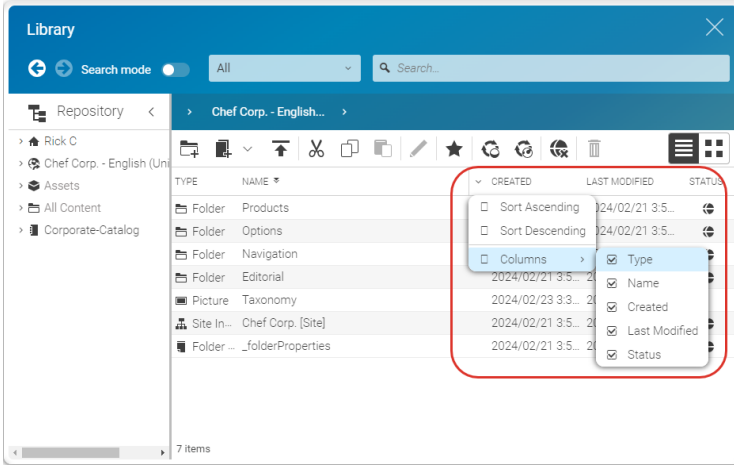 Library
Search mode
All
Search...
Repository
Chef Corp. - English...
Rick C
Chef Corp. - English (Uni
Assets
All Content
Corporate-Catalog
TYPE NAME CREATED LAST MODIFIED STATUS
Folder Products 2024/02/21 3:5...
Folder Options 2024/02/21 3:5...
Folder Navigation
Folder Editorial 2024/02/21 3:5... 20
Picture Taxonomy 2024/02/23 3:3... 20
Site In... Chef Corp. [Site] 2024/02/21 3:5... 20
Folder ... _folderProperties 2024/02/21 3:5... 20
Sort Ascending
Sort Descending
Columns
Type
Name
Created
Last Modified
Status
7 items